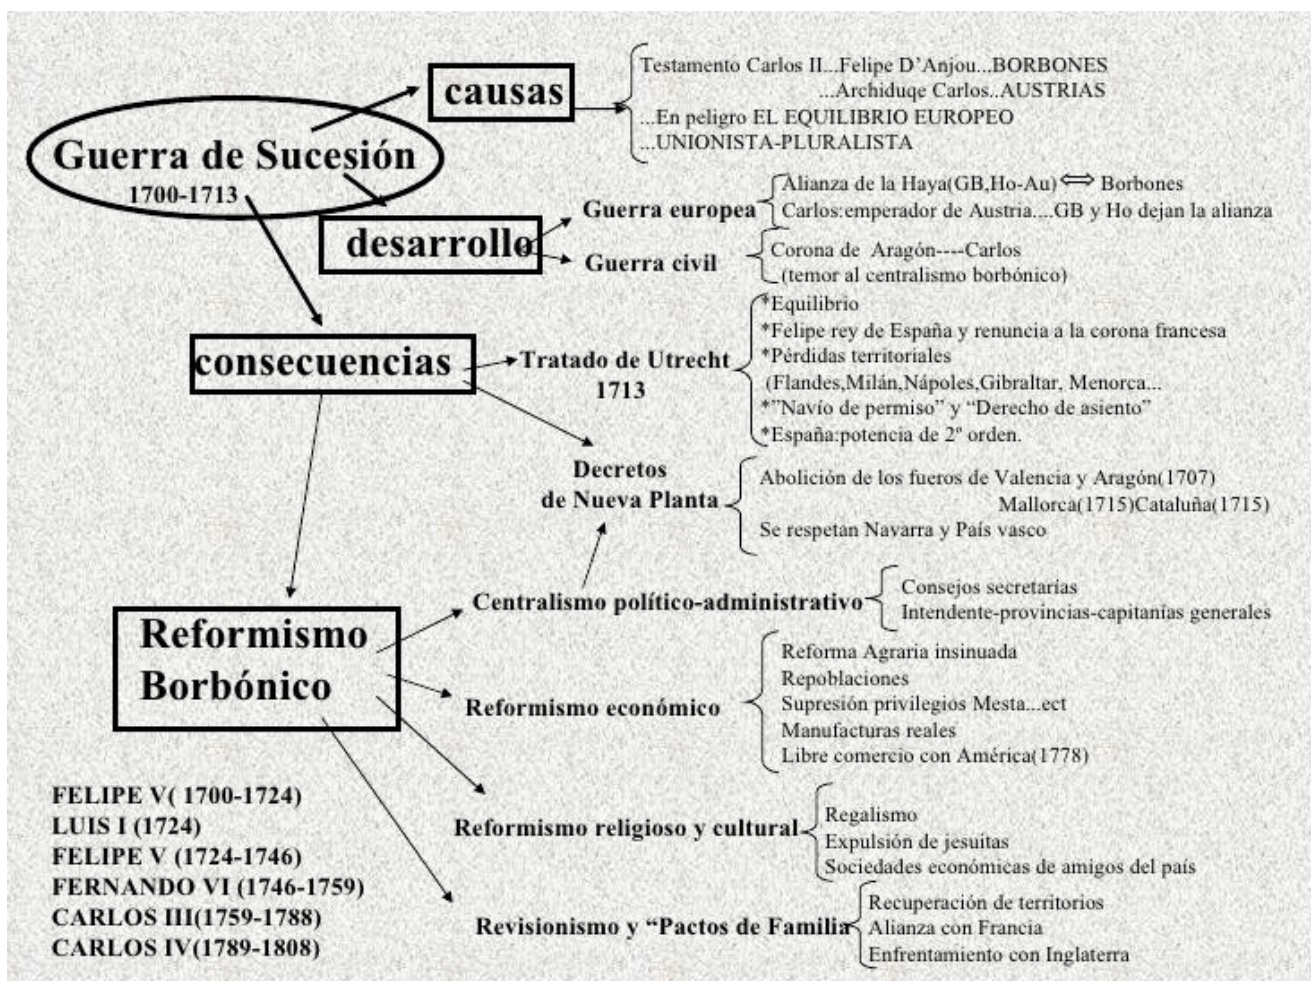 causas
Testamento Carlos II...Felipe D'Anjou...BORBONES
...Archiduqe Carlos..AUSTRIAS
...En peligro EL EQUILIBRIO EUROPEO
...UNIONISTA-PLURALISTA
Guerra de Sucesión
1700-1713
desarrollo
Guerra europea
Alianza de la Haya(GB,Ho-Au) ⇔ Borbones
Carlos:emperador de Austria....GB y Ho dejan la alianza
Guerra civil
Corona de Aragón----Carlos
(temor al centralismo borbónico)
consecuencias
Tratado de Utrecht
1713
*Equilibrio
*Felipe rey de España y renuncia a la corona francesa
*Pérdidas territoriales
(Flandes,Milán,Nápoles,Gibraltar, Menorca...
*"Navío de permiso" y "Derecho de asiento"
*España:potencia de 2º orden.
Decretos
de Nueva Planta
Abolición de los fueros de Valencia y Aragón(1707)
Mallorca(1715)Cataluña(1715)
Se respetan Navarra y País vasco
Reformismo
Borbónico
Centralismo político-administrativo
Consejos secretarías
Intendente-provincias-capitanías generales
Reformismo económico
Reforma Agraria insinuada
Repoblaciones
Supresión privilegios Mesta...ect
Manufacturas reales
Libre comercio con América(1778)
Reformismo religioso y cultural
Regalismo
Expulsión de jesuitas
Sociedades económicas de amigos del país
Revisionismo y "Pactos de Familia
Recuperación de territorios
Alianza con Francia
Enfrentamiento con Inglaterra
FELIPE V( 1700-1724)
LUIS I (1724)
FELIPE V (1724-1746)
FERNANDO VI (1746-1759)
CARLOS III(1759-1788)
CARLOS IV(1789-1808)